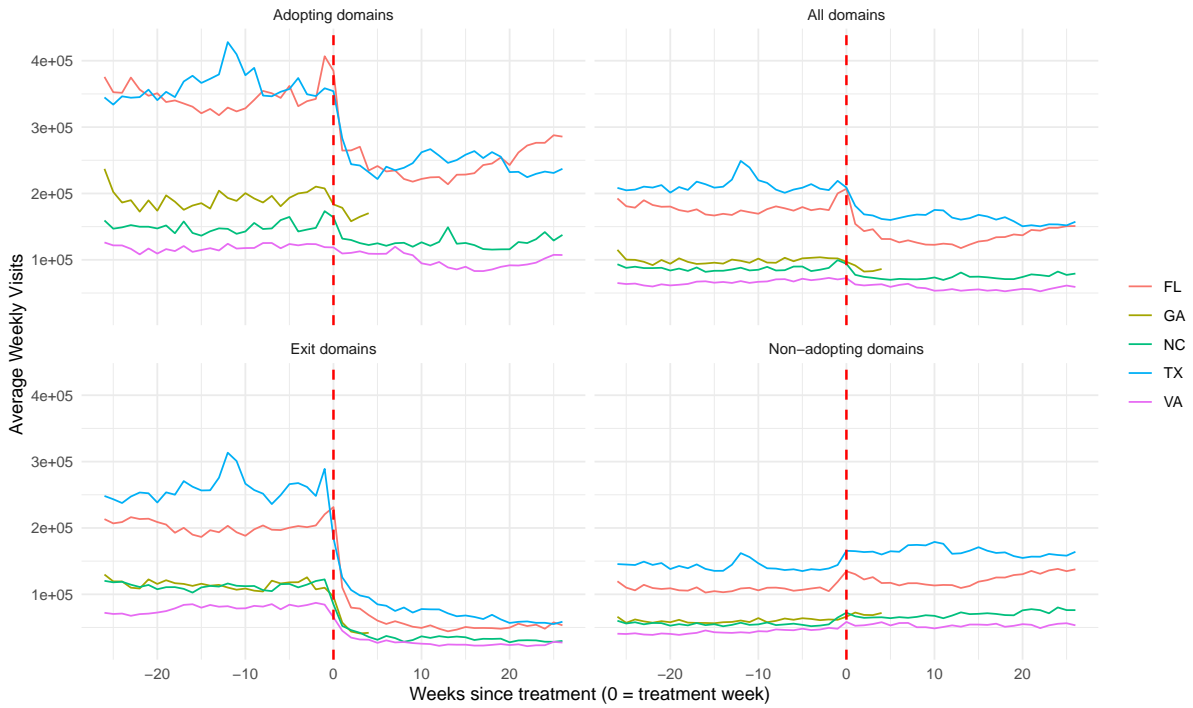 Adopting domains
All domains
4e+05
3e+05
2e+05
1e+05
Exit domains
Non−adopting domains
4e+05
3e+05
2e+05
1e+05
−20
−10
0
10
20
−20
−10
0
10
20
Weeks since treatment (0 = treatment week)
Average Weekly Visits
FL
GA
NC
TX
VA